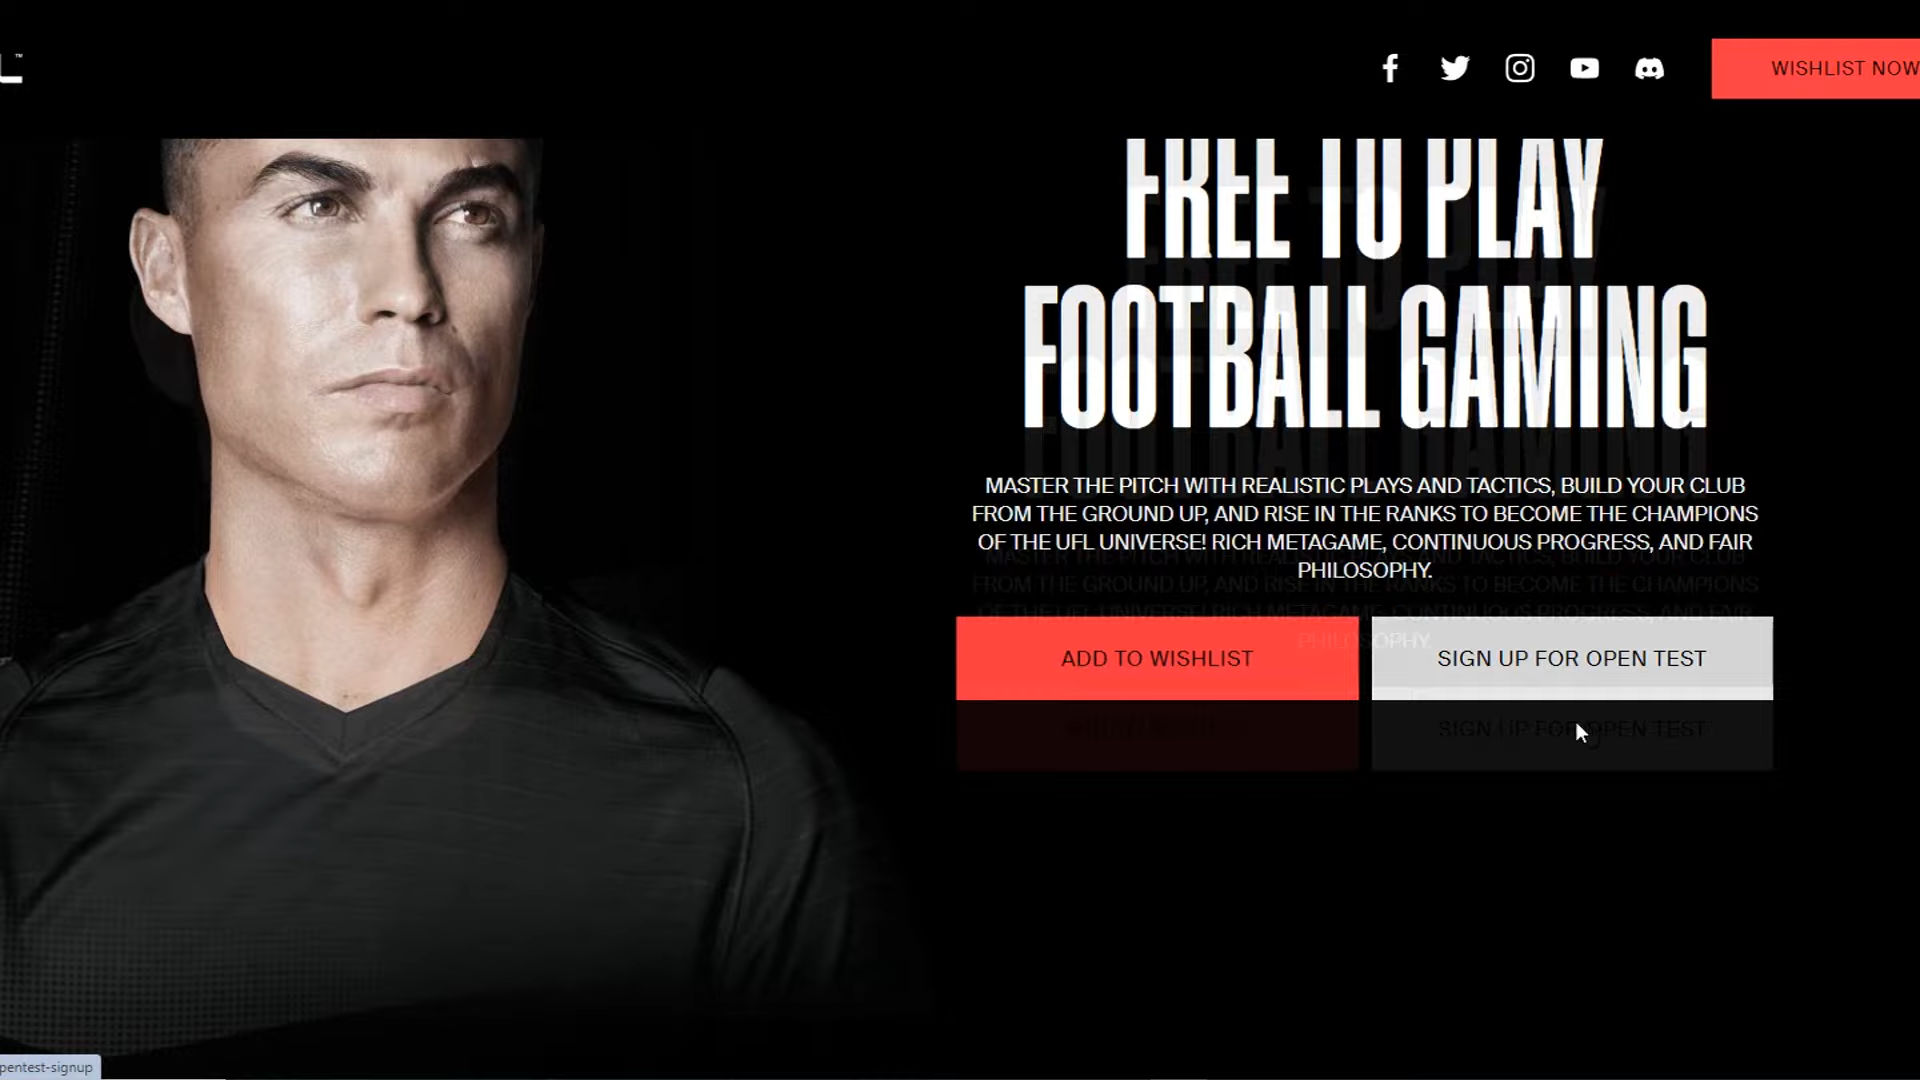 L™
WISHLIST NOW
FREE TO PLAY
FOOTBALL GAMING
MASTER THE PITCH WITH REALISTIC PLAYS AND TACTICS, BUILD YOUR CLUB
FROM THE GROUND UP, AND RISE IN THE RANKS TO BECOME THE CHAMPIONS
OF THE UFL UNIVERSE! RICH METAGAME, CONTINUOUS PROGRESS, AND FAIR
PHILOSOPHY.
ADD TO WISHLIST
SIGN UP FOR OPEN TEST
pentest-signup